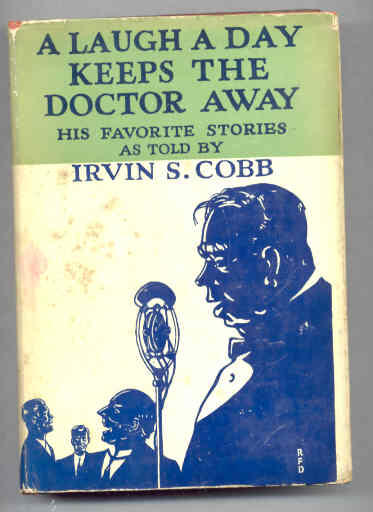 A LAUGH A DAY
KEEPS THE
DOCTOR AWAY
HIS FAVORITE STORIES
AS TOLD BY
IRVIN S. COBB
RFD